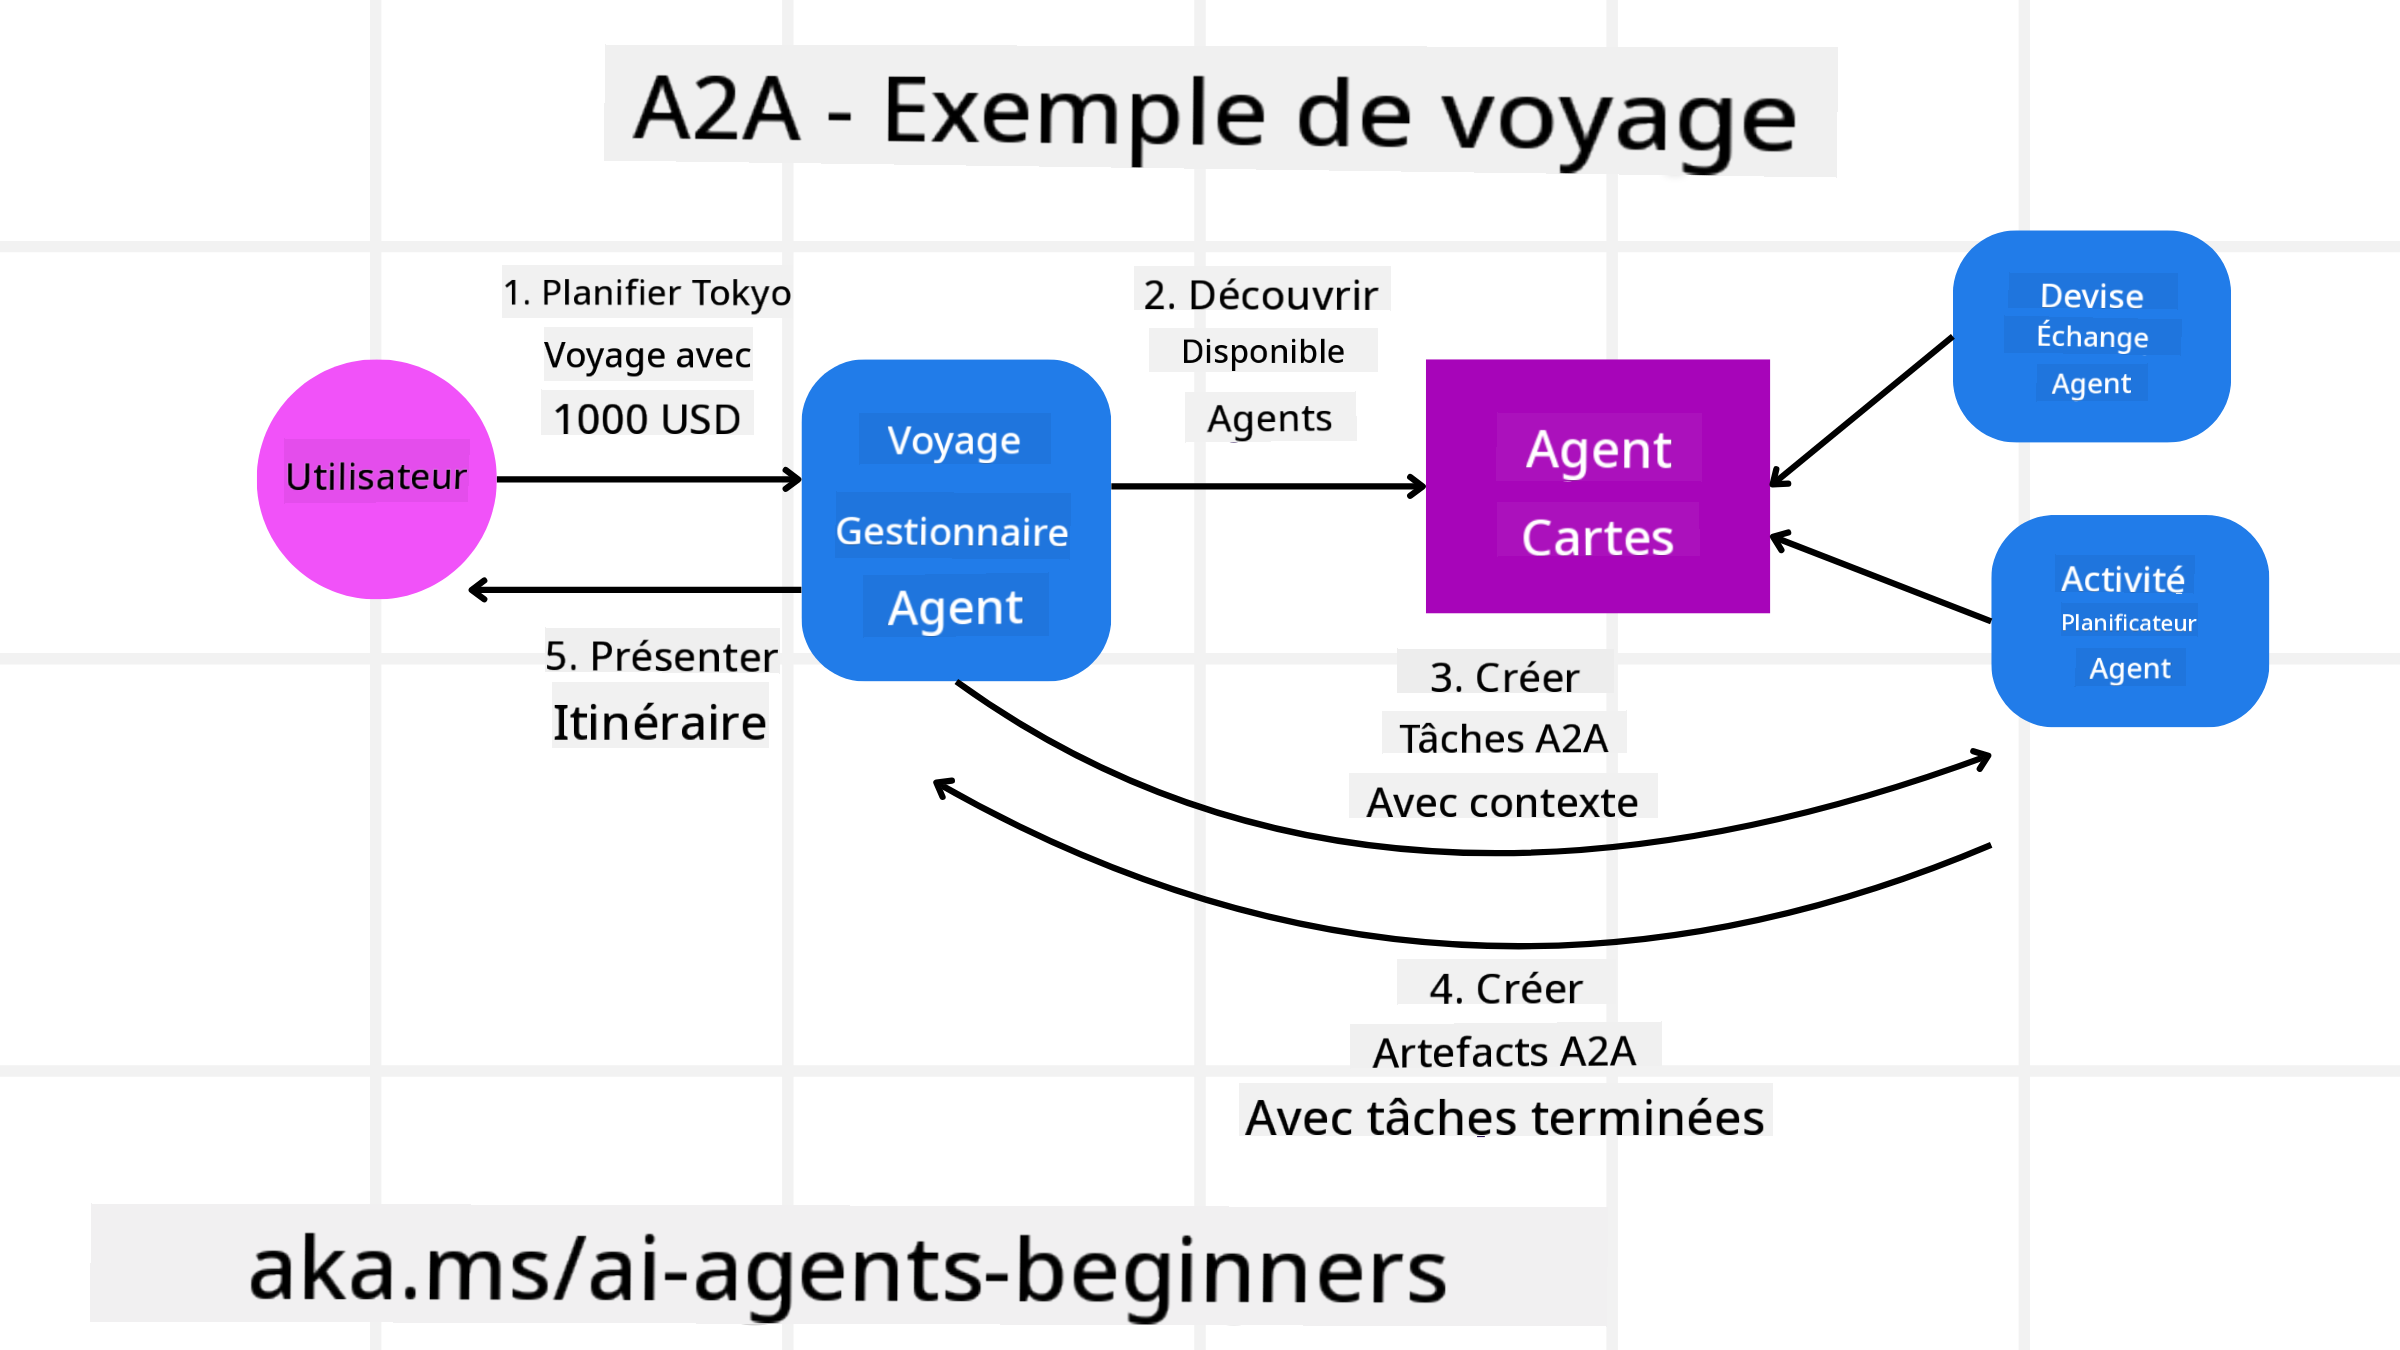 A2A - Exemple de voyage
1. Planifier Tokyo
Voyage avec
1000 USD
2. Découvrir
Disponible
Agents
Utilisateur
Voyage
Gestionnaire
Agent
Agent
Cartes
Devise
Échange
Agent
Activité
Planificateur
Agent
5. Présenter
Itinéraire
3. Créer
Tâches A2A
Avec contexte
4. Créer
Artefacts A2A
Avec tâches terminées
aka.ms/ai-agents-beginners